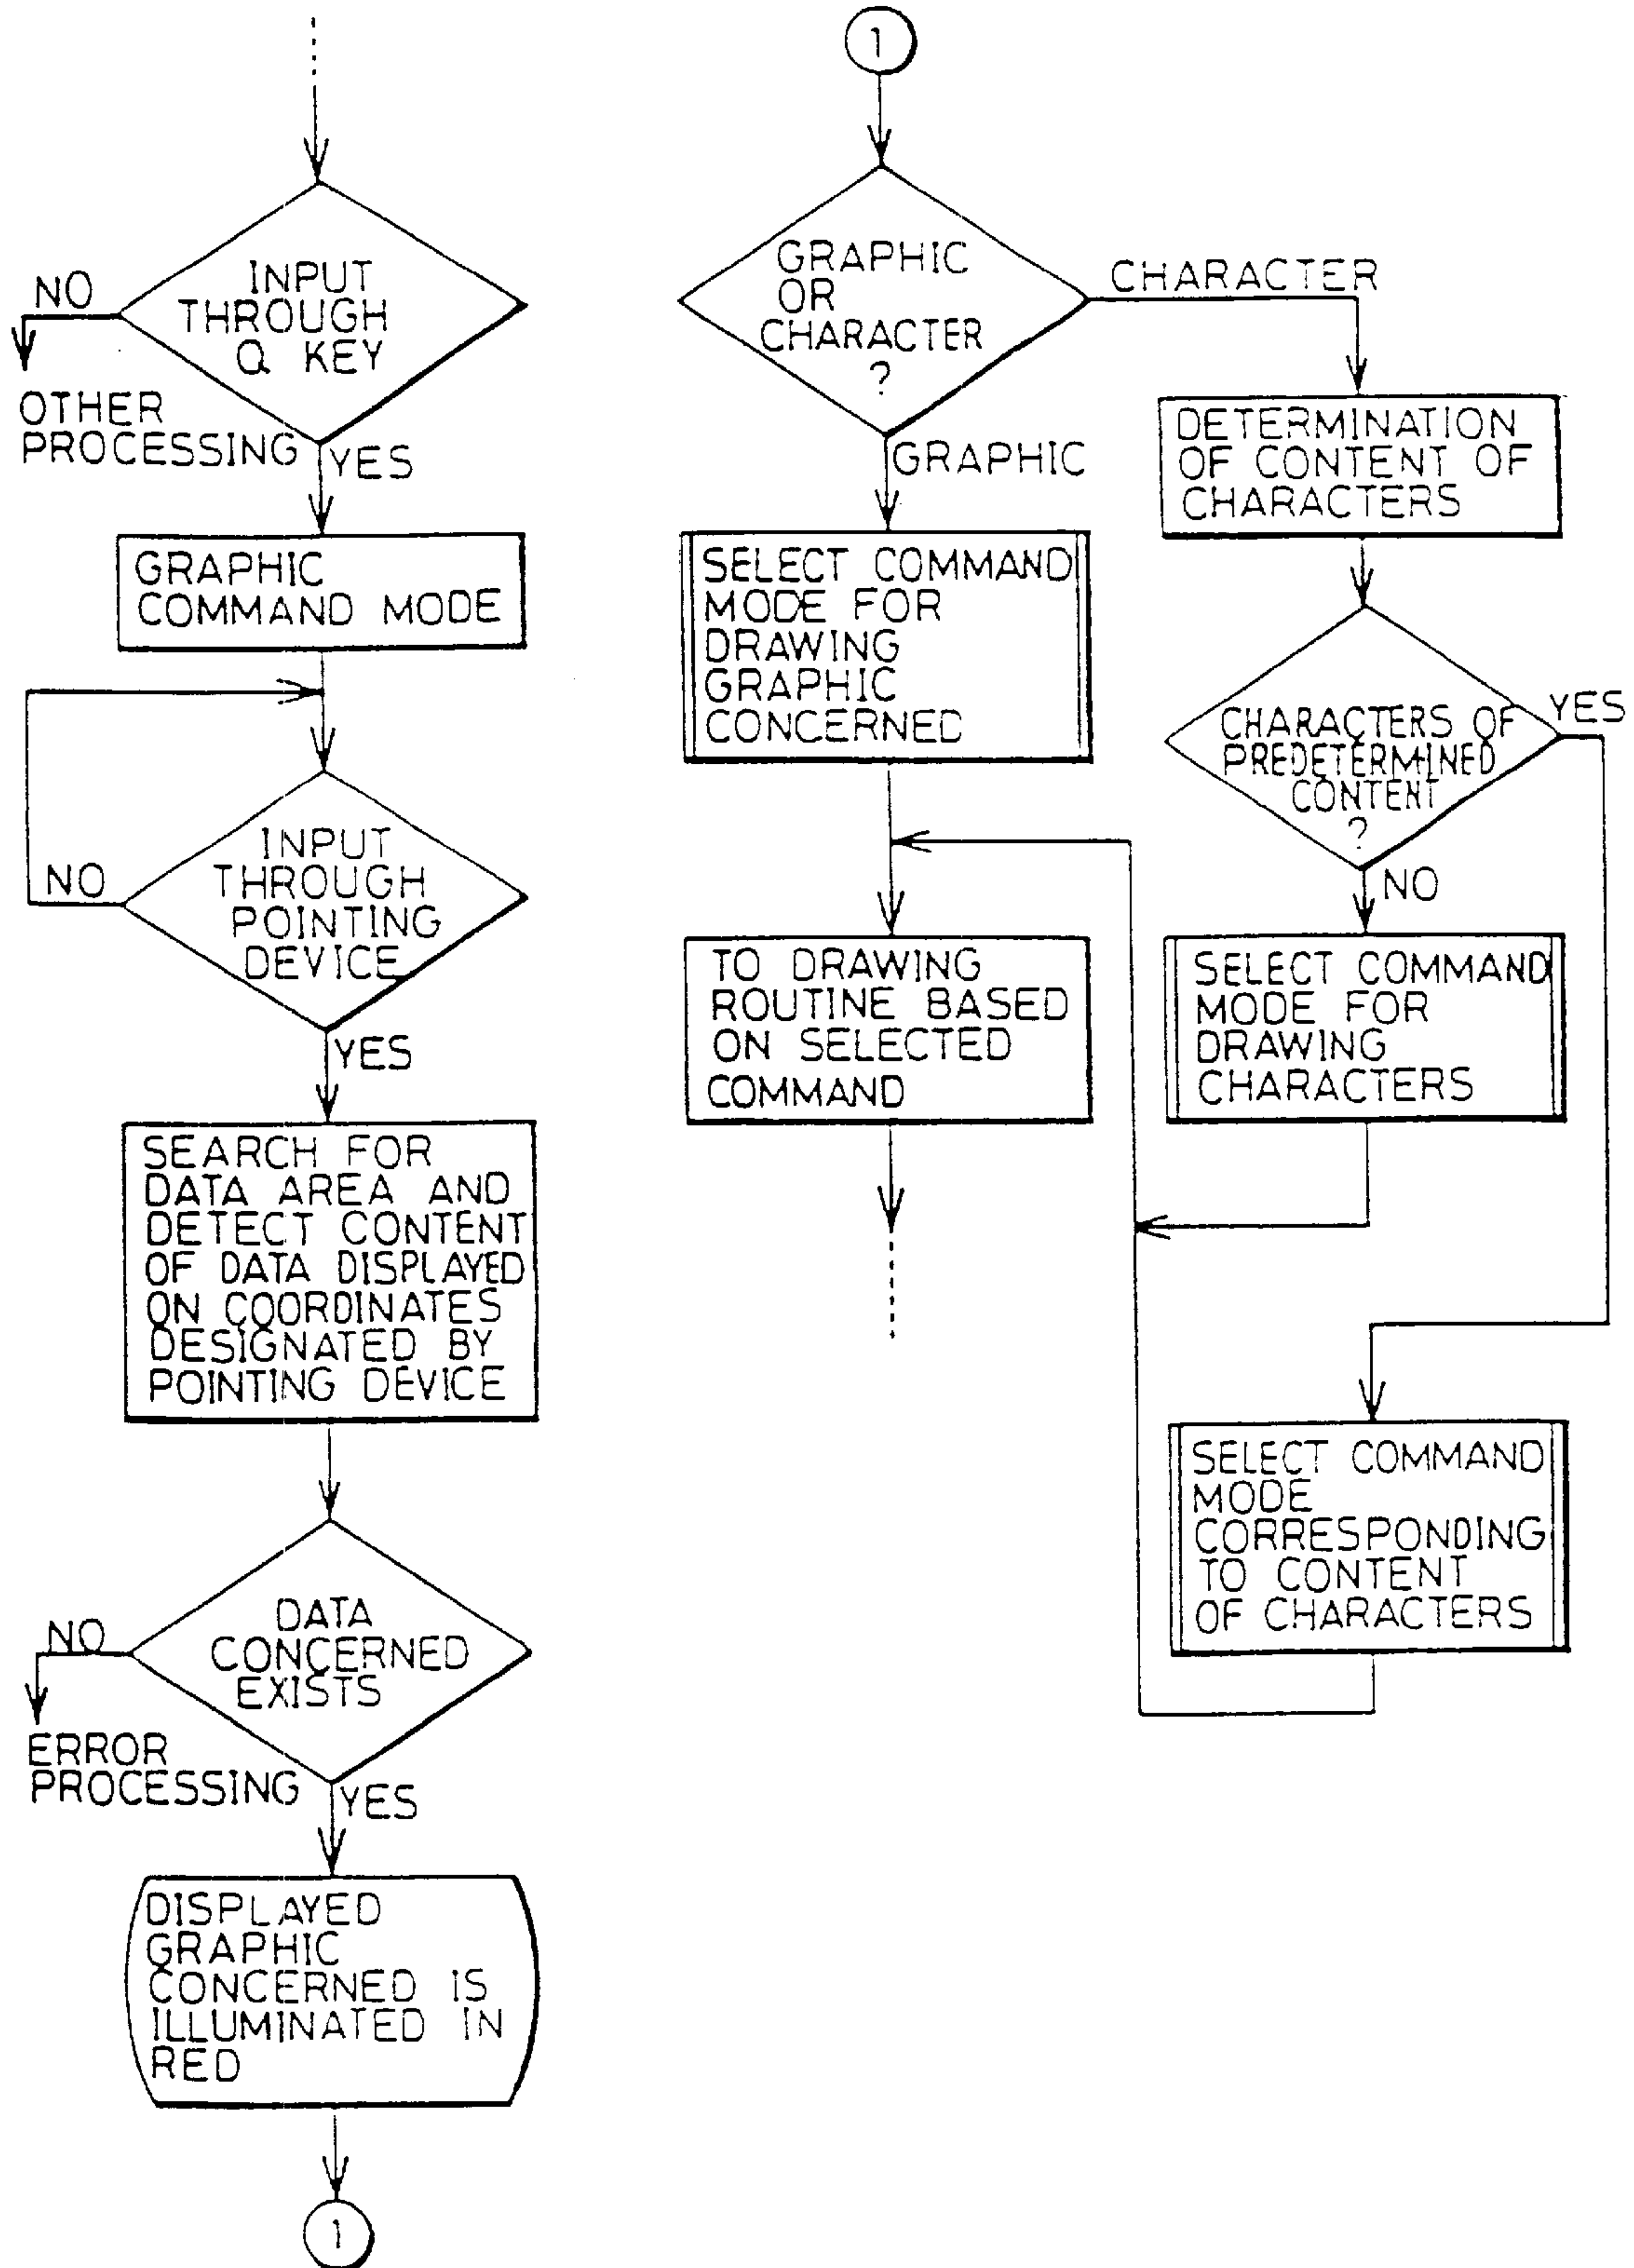 INPUT
THROUGH
Q KEY
NO
OTHER
PROCESSING
YES
GRAPHIC
COMMAND MODE
INPUT
THROUGH
POINTING
DEVICE
NO
YES
SEARCH FOR
DATA AREA AND
DETECT CONTENT
OF DATA DISPLAYED
ON COORDINATES
DESIGNATED BY
POINTING DEVICE
DATA
CONCERNED
EXISTS
NO
ERROR
PROCESSING
YES
DISPLAYED
GRAPHIC
CONCERNED IS
ILLUMINATED IN
RED
1
1
GRAPHIC
OR
CHARACTER
?
CHARACTER
GRAPHIC
SELECT COMMAND
MODE FOR
DRAWING
GRAPHIC
CONCERNED
TO DRAWING
ROUTINE BASED
ON SELECTED
COMMAND
DETERMINATION
OF CONTENT OF
CHARACTERS
CHARACTERS OF
PREDETERMINED
CONTENT
?
YES
NO
SELECT COMMAND
MODE FOR
DRAWING
CHARACTERS
SELECT COMMAND
MODE
CORRESPONDING
TO CONTENT
OF CHARACTERS